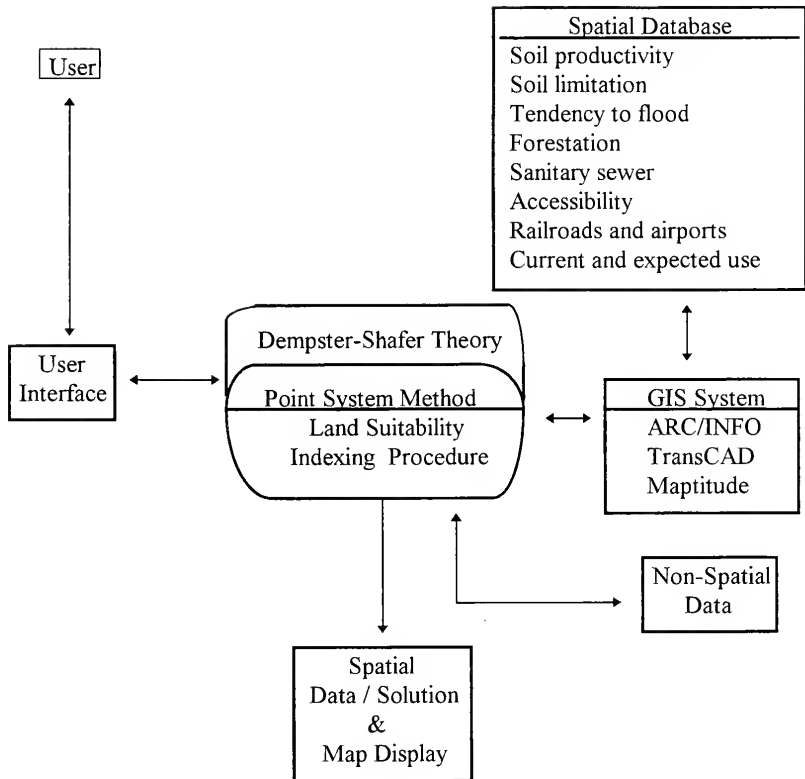 Spatial Database
Soil productivity
Soil limitation
Tendency to flood
Forestation
Sanitary sewer
Accessibility
Railroads and airports
Current and expected use
User
User
Interface
Dempster-Shafer Theory
Point System Method
Land Suitability
Indexing Procedure
GIS System
ARC/INFO
TransCAD
Maptitude
Non-Spatial
Data
Spatial
Data / Solution
&
Map Display